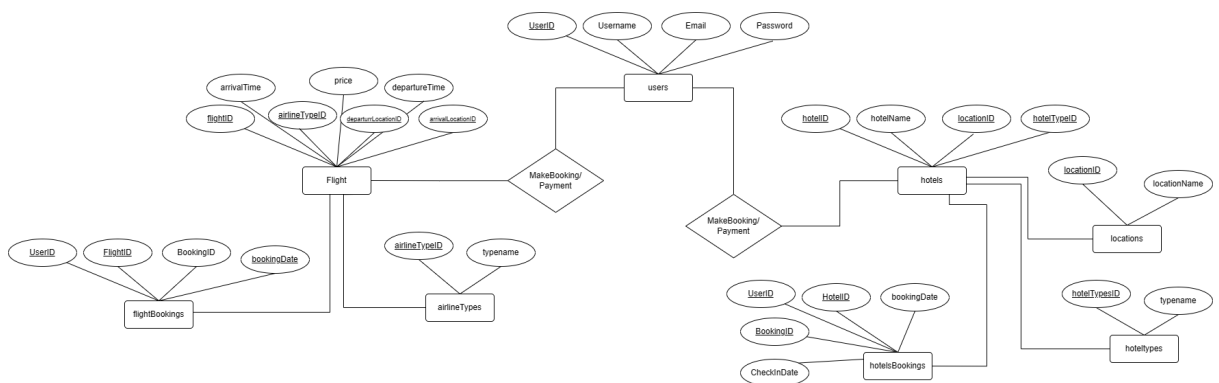 UserID
Username
Email
Password
users
arrivalTime
price
departureTime
flightID
airlineTypeID
departurrLocationID
arrivalLocationID
Flight
MakeBooking/
Payment
hotelID
hotelName
locationID
hotelTypeID
hotels
MakeBooking/
Payment
locationID
locationName
locations
UserID
FlightID
BookingID
bookingDate
flightBookings
airlineTypeID
typename
airlineTypes
UserID
HotelID
bookingDate
BookingID
CheckInDate
hotelsBookings
hotelTypesID
typename
hoteltypes